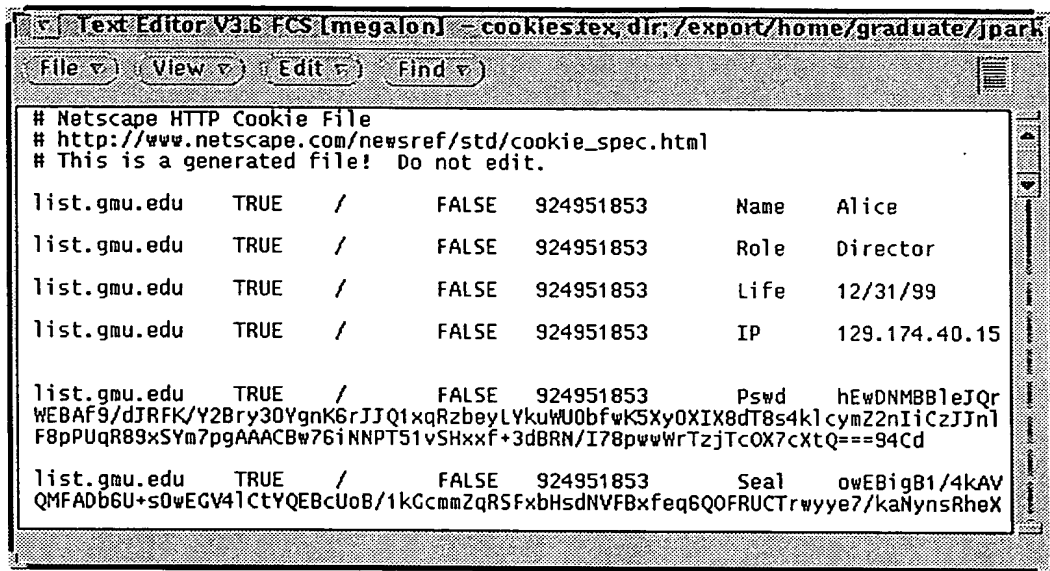 Text Editor V3.6 FCS [megalon] — cookies.tex, dir; /export/home/graduate/jpark
File View Edit Find
# Netscape HTTP Cookie File
# http://www.netscape.com/newsref/std/cookie_spec.html
# This is a generated file! Do not edit.
list.gmu.edu TRUE / FALSE 924951853 Name Alice
list.gmu.edu TRUE / FALSE 924951853 Role Director
list.gmu.edu TRUE / FALSE 924951853 Life 12/31/99
list.gmu.edu TRUE / FALSE 924951853 IP 129.174.40.15
list.gmu.edu TRUE / FALSE 924951853 Pswd hEwDNMBBleJQr
WEBAf9/dJRFK/Y2Bry30YgnK6rJJQ1xqRzbeyLYkuWU0bfwK5XyOXIX8dT8s4klcymZ2nIiCzJJnl
F8pPUqR89xSYm7pgAAACBw76iNNPT51vSHxxf+3dBRN/I78pwwWrTzjTcOX7cXtQ===94Cd
list.gmu.edu TRUE / FALSE 924951853 Seal owEBigB1/4kAV
QMFADb6U+sOwEGV4lCtYQEBcUoB/1kGcmmZqRSFxbHsdNVFBxfeq6QOFRUCTrwyye7/kaNynsRheX